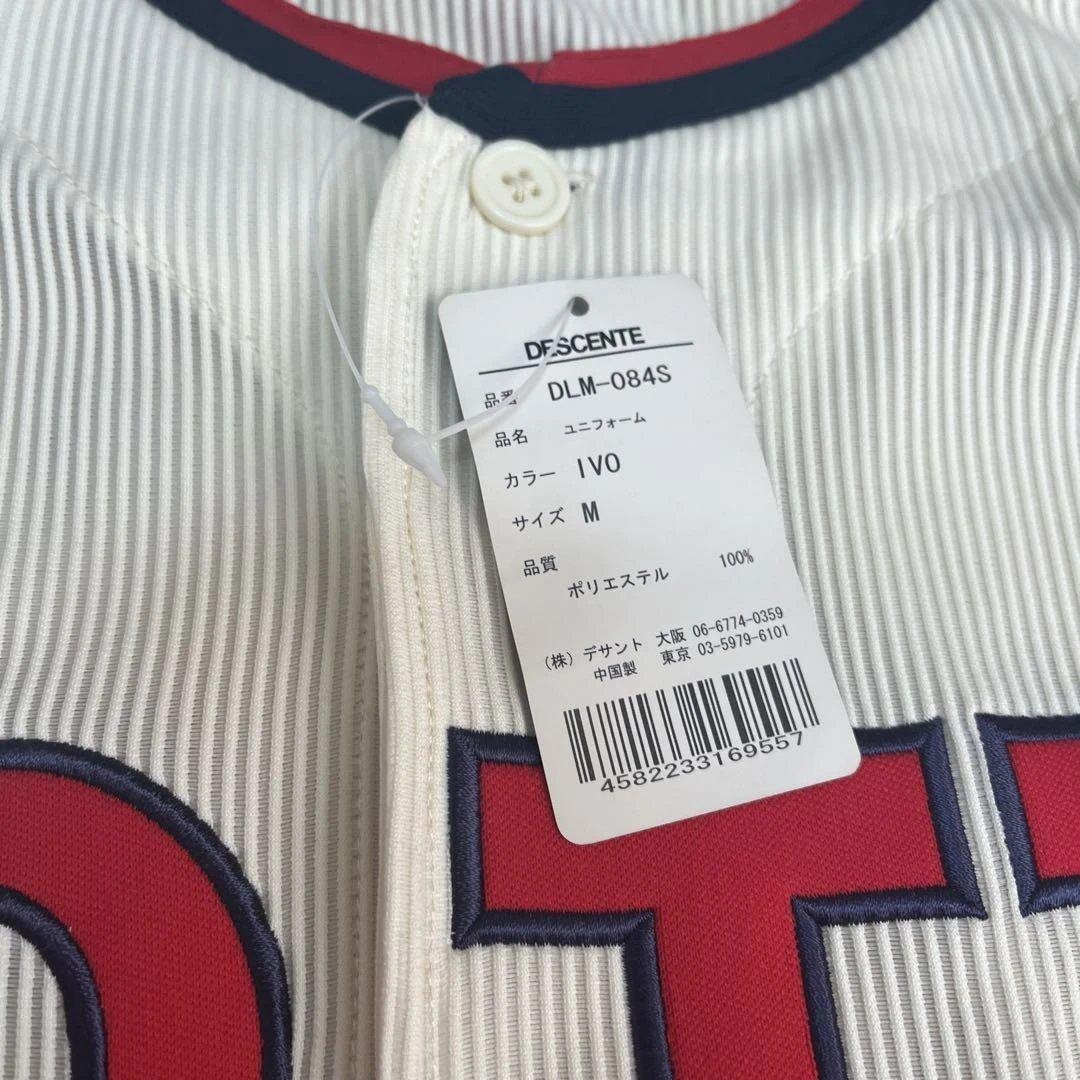 DESCENTE
品番 DLM-084S
品名 ユニフォーム
カラー IVO
サイズ M
品質
ポリエステル 100%
(株) デサント 大阪 06-6774-0359
中国製 東京 03-5979-6101
4582233169557
OTT